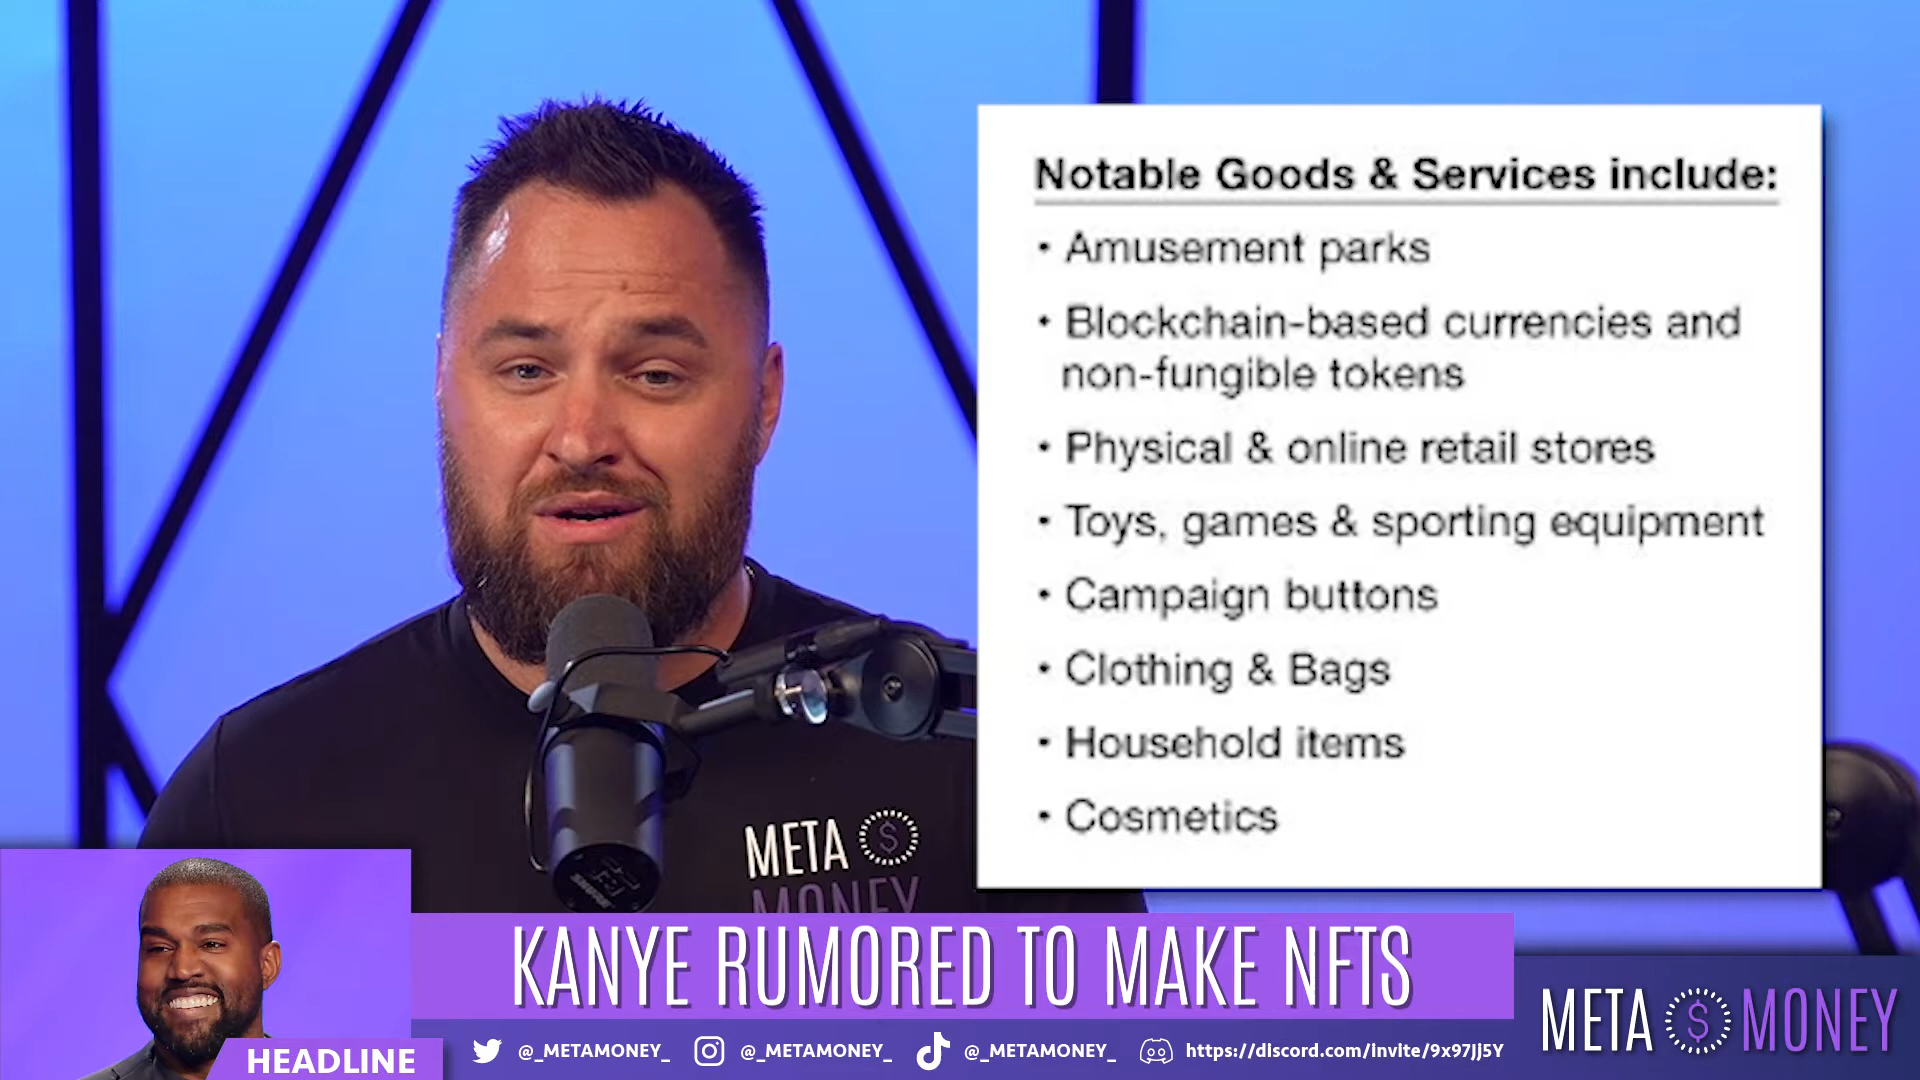 Notable Goods & Services include:
• Amusement parks
• Blockchain-based currencies and
non-fungible tokens
• Physical & online retail stores
• Toys, games & sporting equipment
• Campaign buttons
• Clothing & Bags
• Household items
• Cosmetics
META $
MONEY
SHURE
KANYE RUMORED TO MAKE NFTS
HEADLINE
@_METAMONEY_ @_METAMONEY_ @_METAMONEY_ https://discord.com/invite/9x97Jj5Y
META $ MONEY